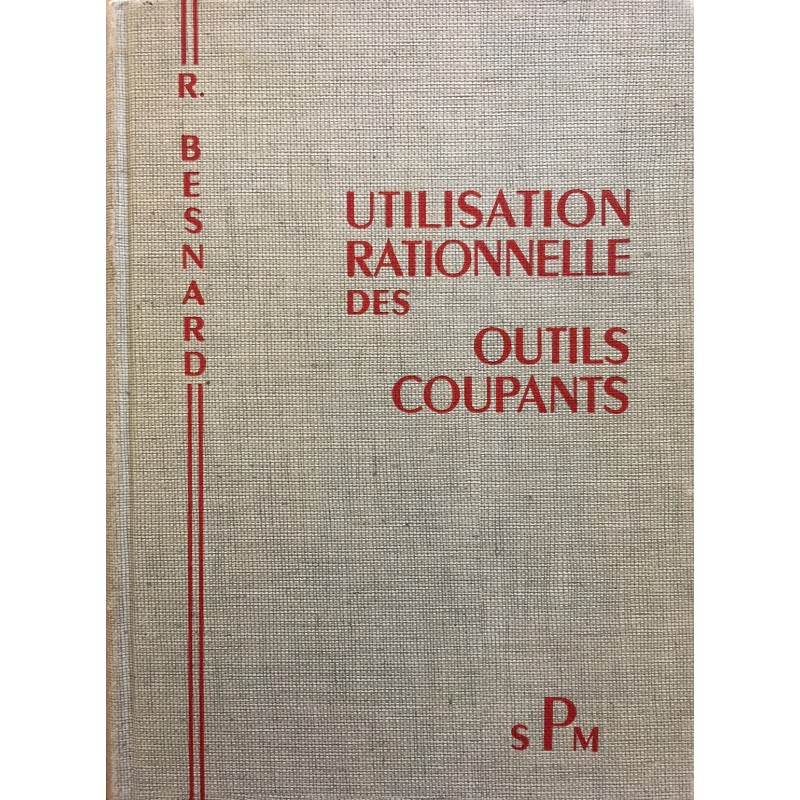 R. BESNARD
UTILISATION
RATIONNELLE
DES
OUTILS
COUPANTS
SPM